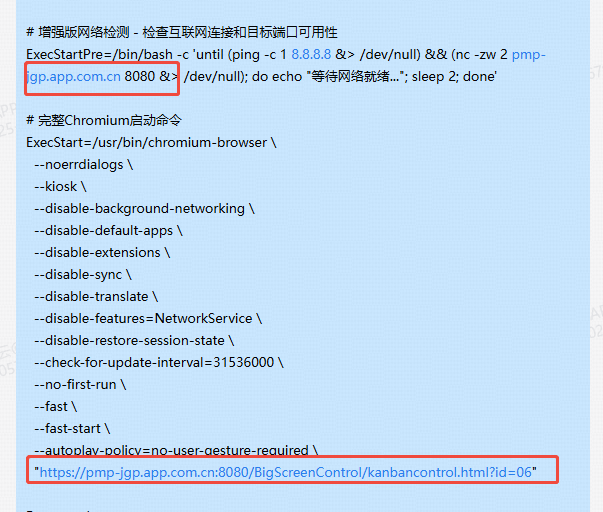 # 增强版网络检测 - 检查互联网连接和目标端口可用性
ExecStartPre=/bin/bash -c 'until (ping -c 1 8.8.8.8 &> /dev/null) && (nc -zw 2 pmp-
jgp.app.com.cn 8080 &> /dev/null); do echo "等待网络就绪..."; sleep 2; done'
# 完整Chromium启动命令
ExecStart=/usr/bin/chromium-browser \
--noerrdialogs \
--kiosk \
--disable-background-networking \
--disable-default-apps \
--disable-extensions \
--disable-sync \
--disable-translate \
--disable-features=NetworkService \
--disable-restore-session-state \
--check-for-update-interval=31536000 \
--no-first-run \
--fast \
--fast-start \
--autoplay-policy=no-user-gesture-required \
"https://pmp-jgp.app.com.cn:8080/BigScreenControl/kanbancontrol.html?id=06"